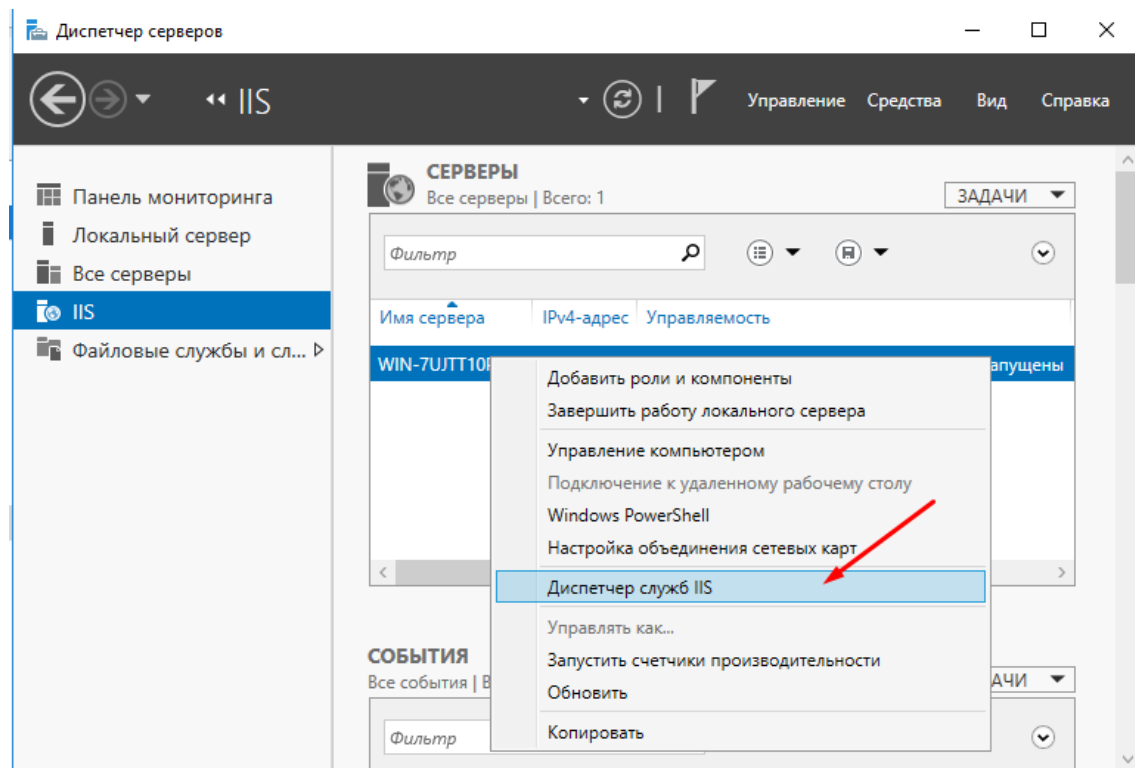 Диспетчер серверов
IIS
Управление Средства Вид Справка
Панель мониторинга
Локальный сервер
Все серверы
IIS
Файловые службы и сл...
СЕРВЕРЫ
Все серверы | Всего: 1
ЗАДАЧИ
Фильтр
Имя сервера IPv4-адрес Управляемость
WIN-7UJTT10 апущены
Добавить роли и компоненты
Завершить работу локального сервера
Управление компьютером
Подключение к удаленному рабочему столу
Windows PowerShell
Настройка объединения сетевых карт
Диспетчер служб IIS
Управлять как...
Запустить счетчики производительности
Обновить
Копировать
СОБЫТИЯ
Все события | В
АЧИ
Фильтр